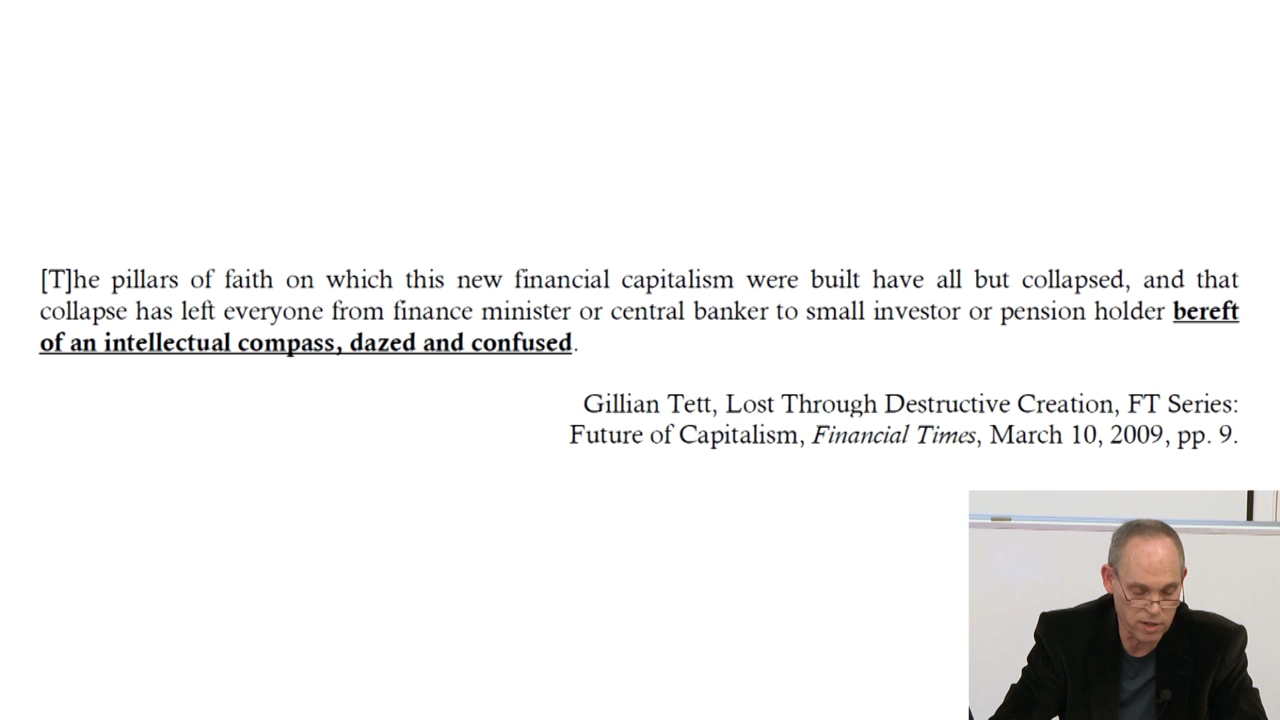 [T]he pillars of faith on which this new financial capitalism were built have all but collapsed, and that
collapse has left everyone from finance minister or central banker to small investor or pension holder bereft
of an intellectual compass, dazed and confused.
Gillian Tett, Lost Through Destructive Creation, FT Series:
Future of Capitalism, Financial Times, March 10, 2009, pp. 9.